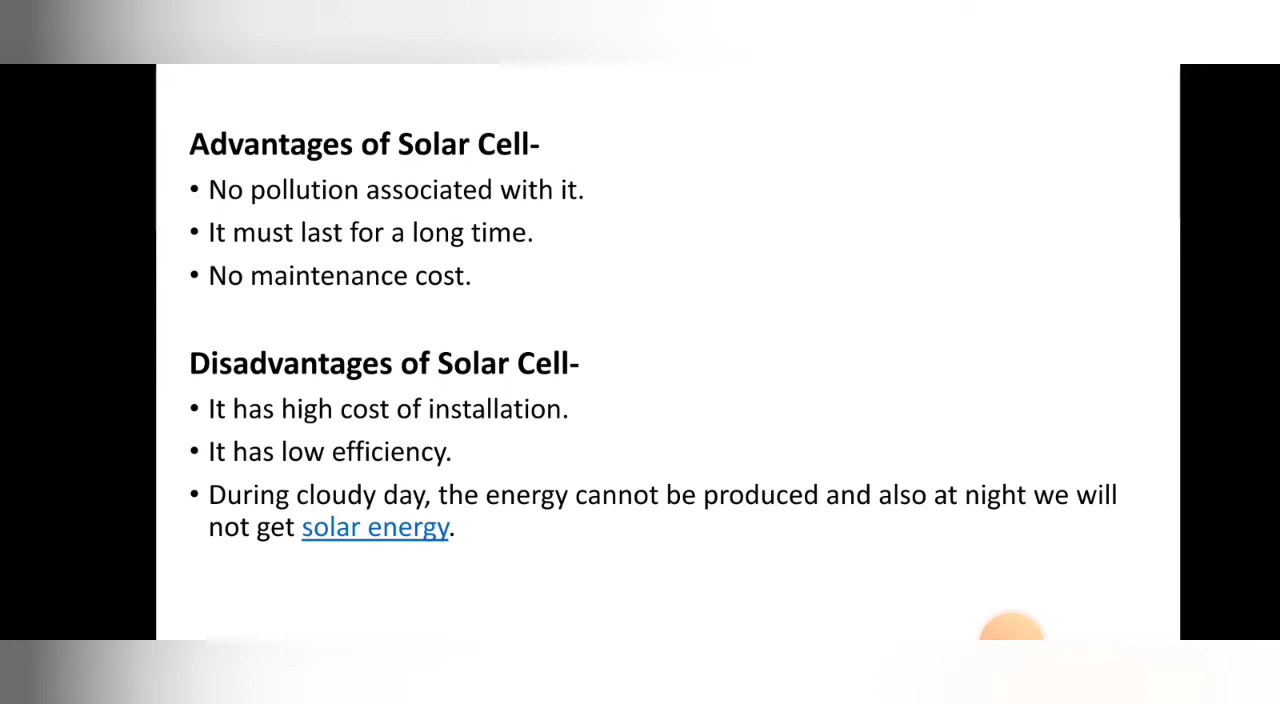 Advantages of Solar Cell-
• No pollution associated with it.
• It must last for a long time.
• No maintenance cost.
Disadvantages of Solar Cell-
• It has high cost of installation.
• It has low efficiency.
• During cloudy day, the energy cannot be produced and also at night we will
not get solar energy.